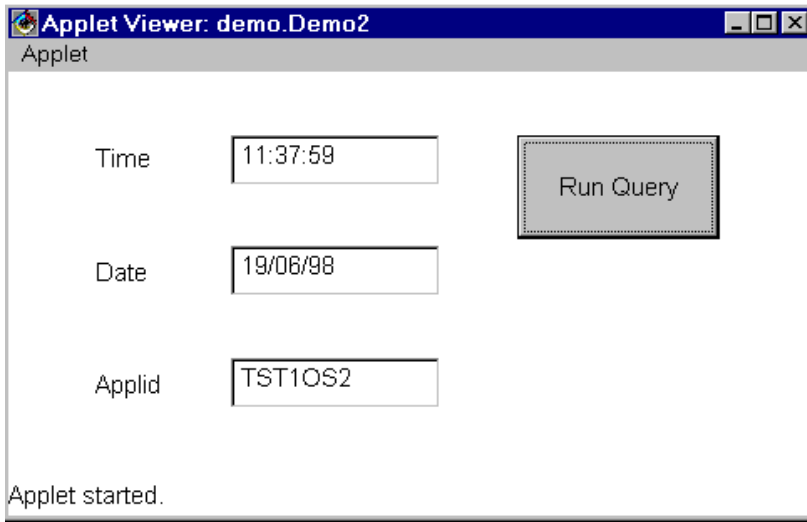 Applet Viewer: demo.Demo2
Applet
Time 11:37:59
Run Query
Date 19/06/98
Applid TST1OS2
Applet started.